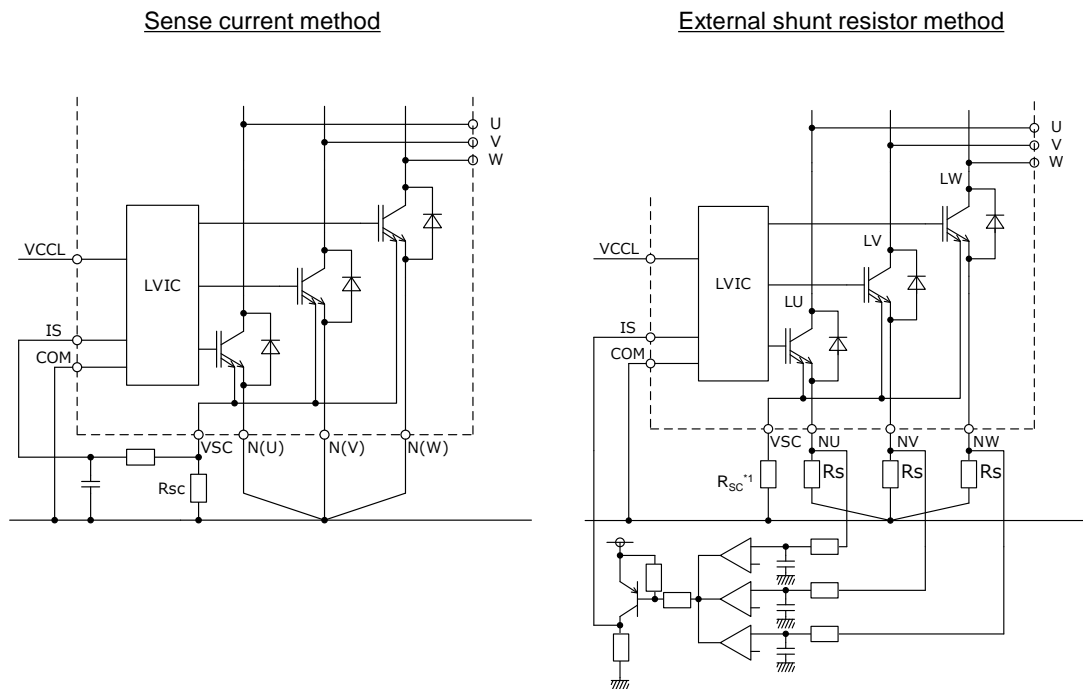 Sense current method
U
V
W
VCCL
LVIC
IS
COM
VSC
N(U)
N(V)
N(W)
Rsc
External shunt resistor method
U
V
W
LW
VCCL
LV
LVIC
LU
IS
COM
VSC
NU
NV
NW
RSC*1
Rs
Rs
Rs